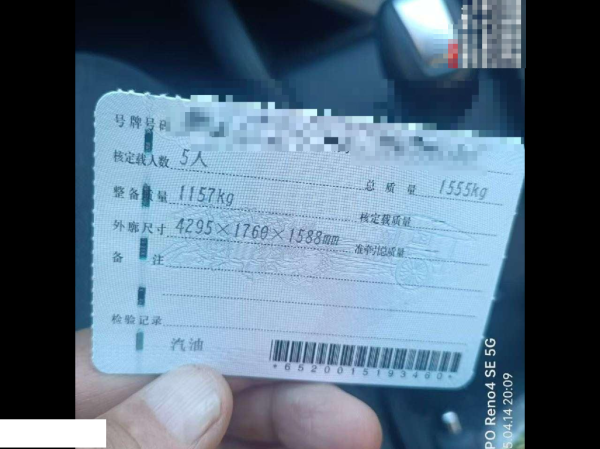 号牌号码
核定载人数 5人 总质量 1555kg
整备质量 1157kg 核定载质量
外廓尺寸 4295×1760×1588mm 准牵引总质量
备注
检验记录
汽油
*6520015193460*
PO Reno4 SE 5G
5.04.14 20:09